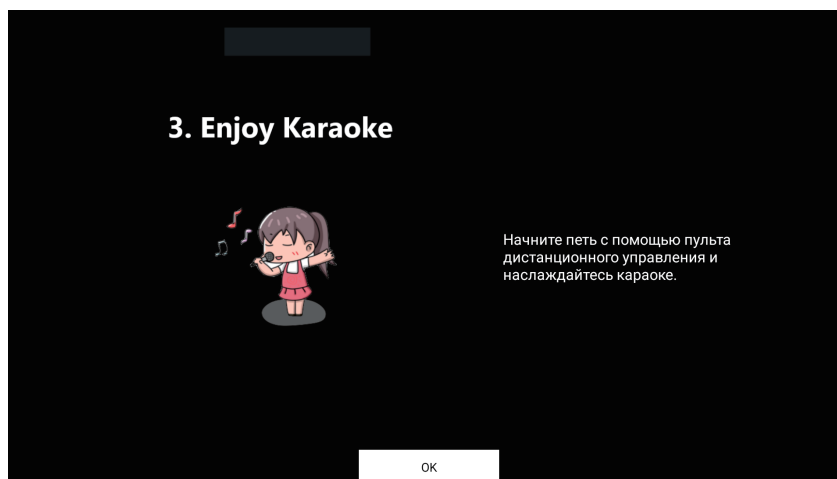 3. Enjoy Karaoke
Начните петь с помощью пульта
дистанционного управления и
наслаждайтесь караоке.
OK